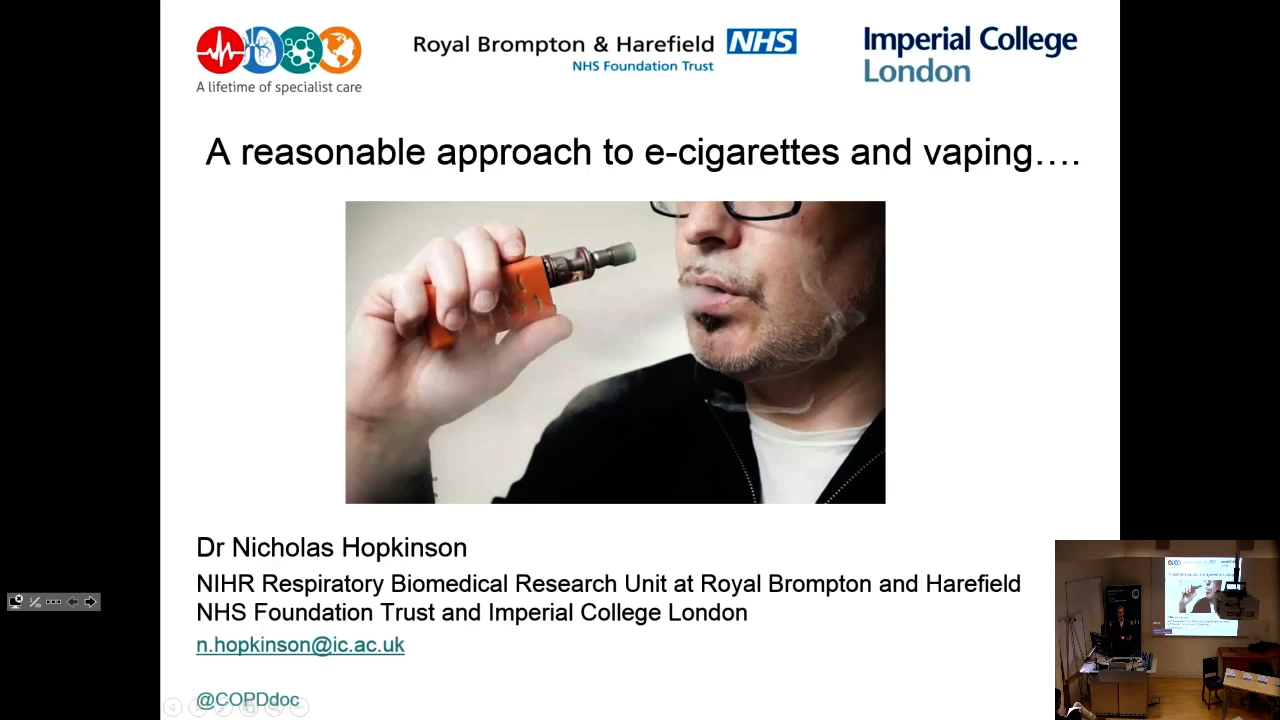 A lifetime of specialist care
Royal Brompton & Harefield NHS
NHS Foundation Trust
Imperial College
London
A reasonable approach to e-cigarettes and vaping….
Dr Nicholas Hopkinson
NIHR Respiratory Biomedical Research Unit at Royal Brompton and Harefield
NHS Foundation Trust and Imperial College London
n.hopkinson@ic.ac.uk
@COPDdoc